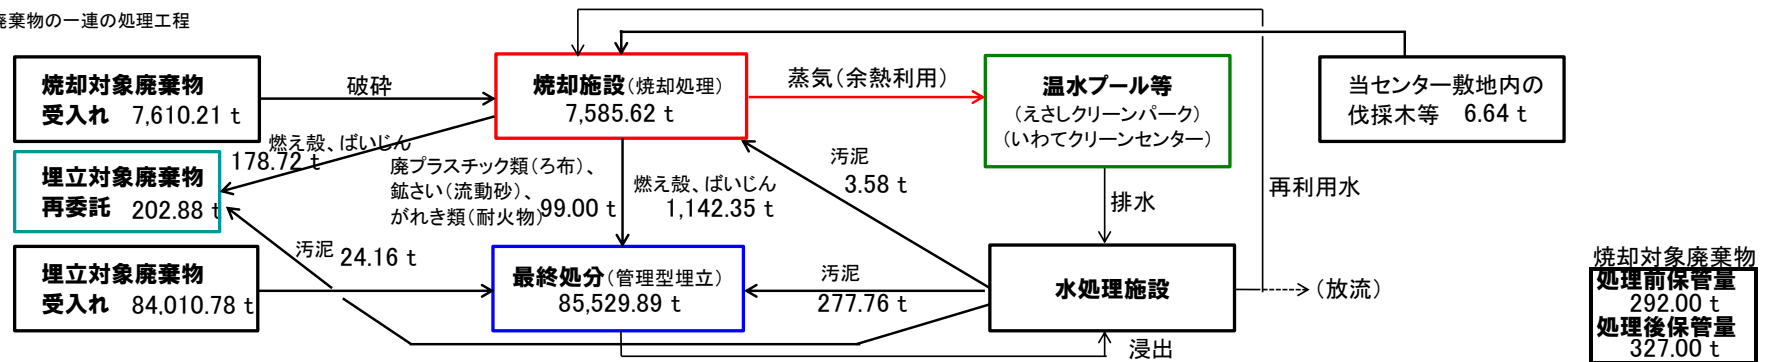 廃棄物の一連の処理工程
焼却対象廃棄物
受入れ 7,610.21 t
破砕
焼却施設(焼却処理)
7,585.62 t
蒸気(余熱利用)
温水プール等
(えさしクリーンパーク)
(いわてクリーンセンター)
当センター敷地内の
伐採木等 6.64 t
燃え殻、ばいじん
178.72 t
埋立対象廃棄物
再委託 202.88 t
廃プラスチック類(ろ布)、
鉱さい(流動砂)、
がれき類(耐火物)
99.00 t
燃え殻、ばいじん
1,142.35 t
汚泥
3.58 t
排水
再利用水
汚泥 24.16 t
埋立対象廃棄物
受入れ 84,010.78 t
最終処分(管理型埋立)
85,529.89 t
汚泥
277.76 t
水処理施設
(放流)
浸出
焼却対象廃棄物
処理前保管量
292.00 t
処理後保管量
327.00 t